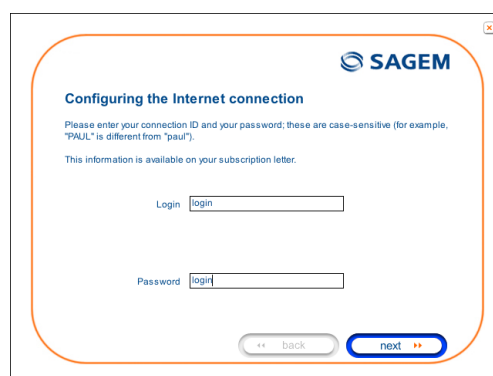 SAGEM
Configuring the Internet connection
Please enter your connection ID and your password; these are case-sensitive (for example,
"PAUL" is different from "paul").
This information is available on your subscription letter.
Login login
Password login
back next